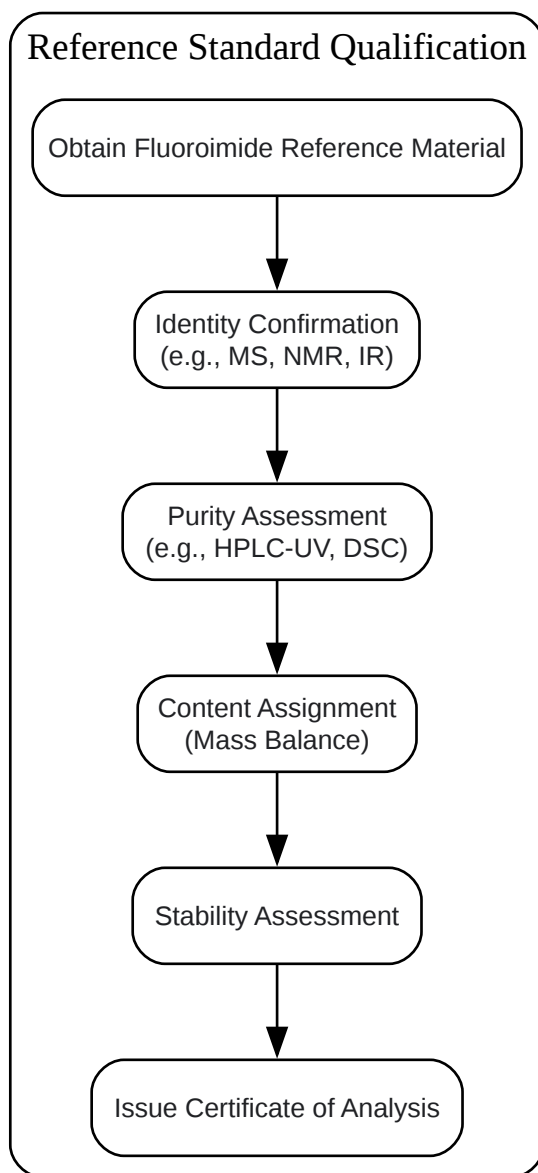 Reference Standard Qualification
Obtain Fluoroimide Reference Material
Identity Confirmation
(e.g., MS, NMR, IR)
Purity Assessment
(e.g., HPLC-UV, DSC)
Content Assignment
(Mass Balance)
Stability Assessment
Issue Certificate of Analysis